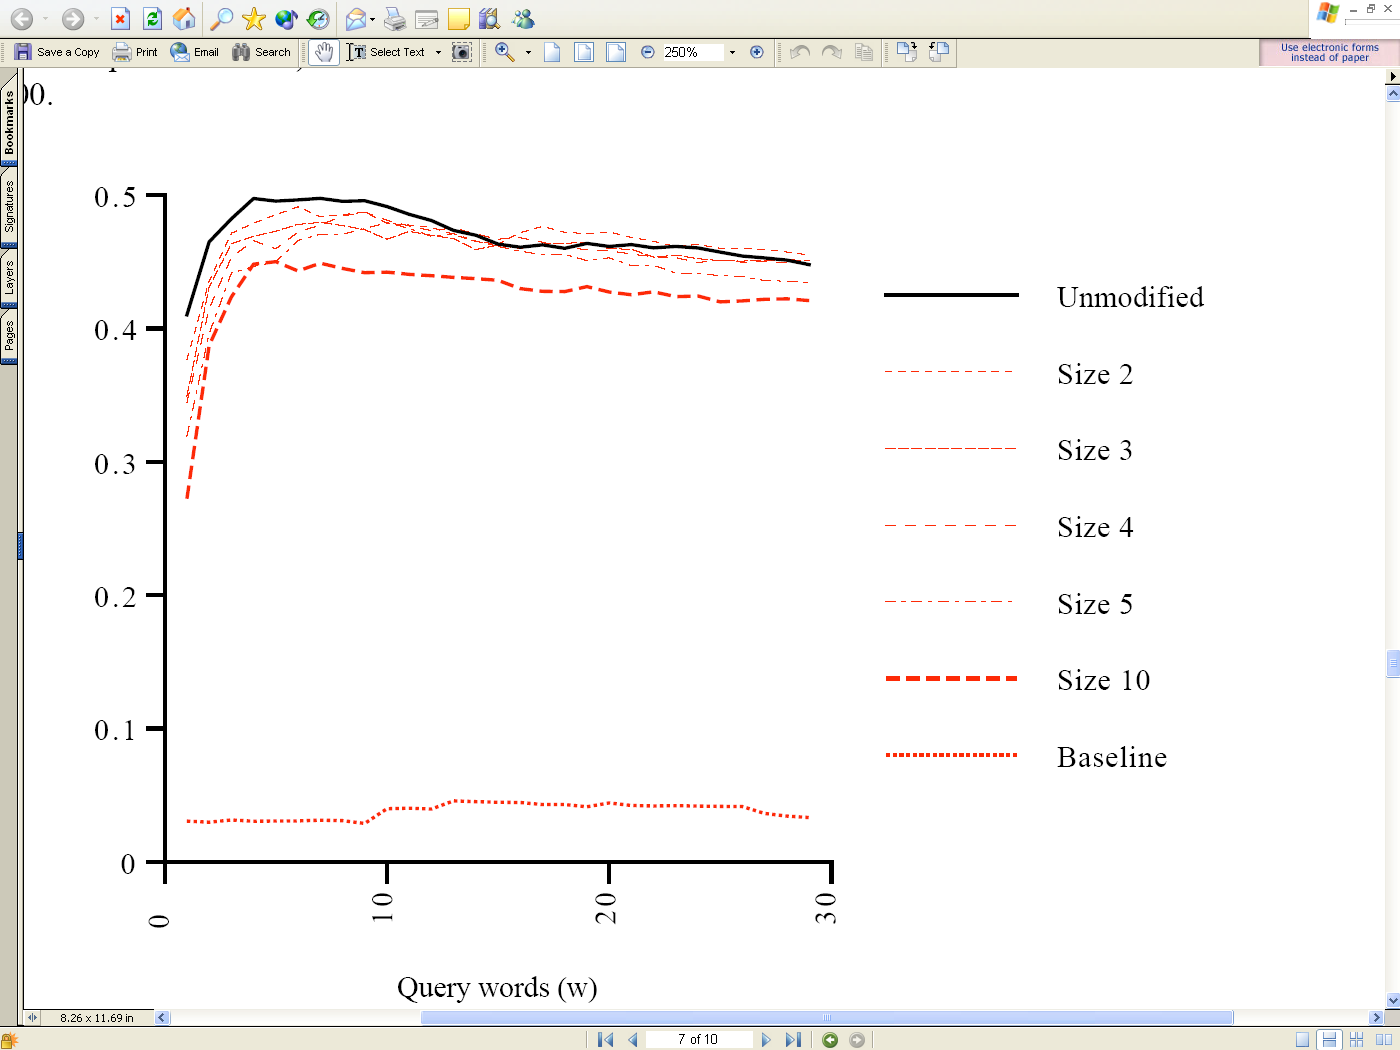 Save a Copy Print Email Search Select Text 250%
Use electronic forms
instead of paper
00.
Bookmarks
Signatures
Layers
Pages
0.5
0.4
0.3
0.2
0.1
0
0 10 20 30
Query words (w)
Unmodified
Size 2
Size 3
Size 4
Size 5
Size 10
Baseline
8.26 x 11.69 in
7 of 10